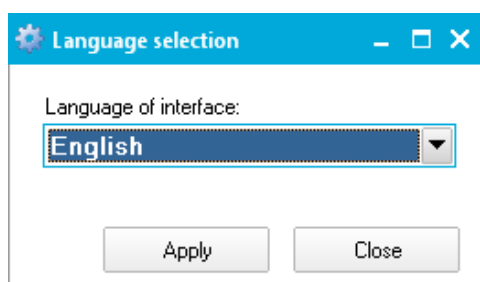 Language selection
Language of interface:
English
Apply
Close